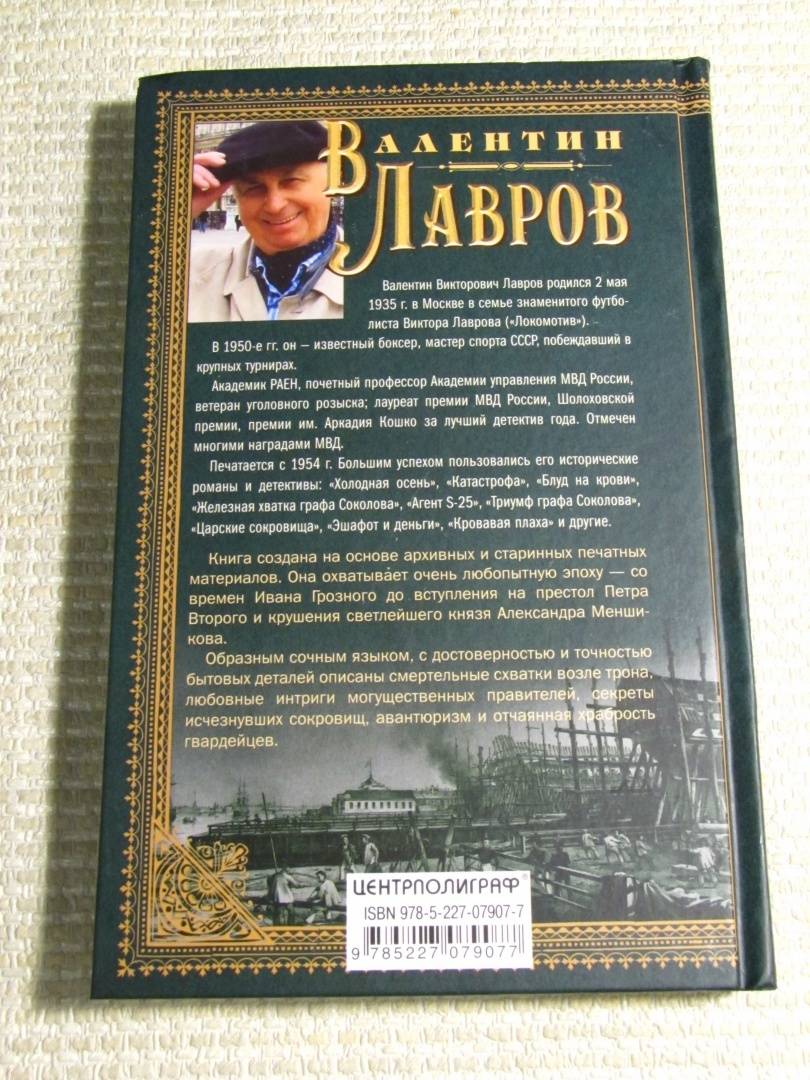 ВАЛЕНТИН
ЛАВРОВ
Валентин Викторович Лавров родился 2 мая
1935 г. в Москве в семье знаменитого футбо-
листа Виктора Лаврова («Локомотив»).
В 1950-е гг. он — известный боксер, мастер спорта СССР, побеждавший в
крупных турнирах.
Академик РАЕН, почетный профессор Академии управления МВД России,
ветеран уголовного розыска; лауреат премии МВД России, Шолоховской
премии, премии им. Аркадия Кошко за лучший детектив года. Отмечен
многими наградами МВД.
Печатается с 1954 г. Большим успехом пользовались его исторические
романы и детективы: «Холодная осень», «Катастрофа», «Блуд на крови»,
«Железная хватка графа Соколова», «Агент S-25», «Триумф графа Соколова»,
«Царские сокровища», «Эшафот и деньги», «Кровавая плаха» и другие.
Книга создана на основе архивных и старинных печатных
материалов. Она охватывает очень любопытную эпоху — со
времен Ивана Грозного до вступления на престол Петра
Второго и крушения светлейшего князя Александра Менши-
кова.
Образным сочным языком, с достоверностью и точностью
бытовых деталей описаны смертельные схватки возле трона,
любовные интриги могущественных правителей, секреты
исчезнувших сокровищ, авантюризм и отчаянная храбрость
гвардейцев.
ЦЕНТРПОЛИГРАФ®
ISBN 978-5-227-07907-7
9 785227 079077